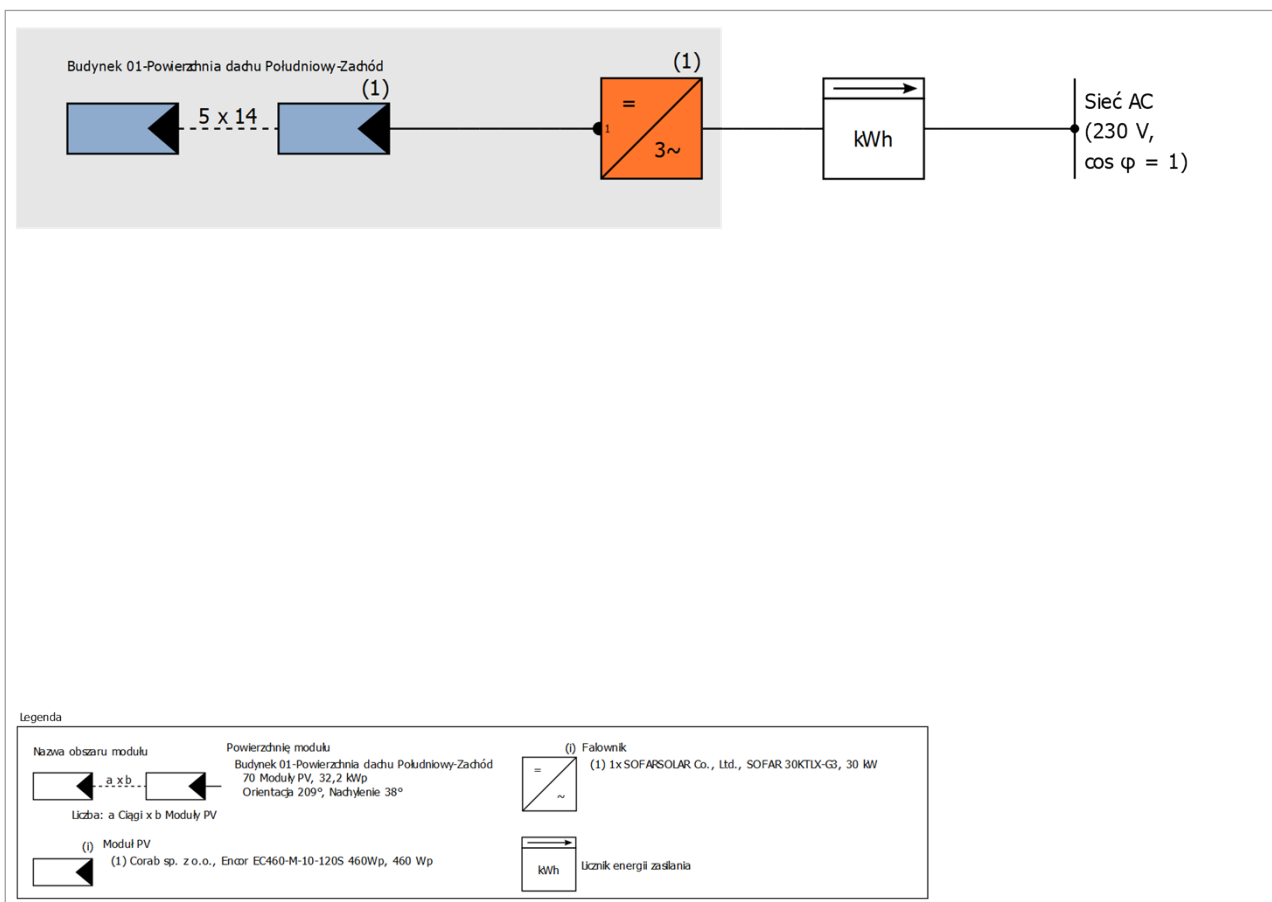 Budynek 01-Powierzchnia dachu Południowy-Zachód
(1)
(1)
5 x 14
=
1
3~
kWh
Sieć AC
(230 V,
cos φ = 1)
Legenda
Nazwa obszaru modułu
a x b
Liczba: a Ciągi x b Moduły PV
Powierzchnię modułu
Budynek 01-Powierzchnia dachu Południowy-Zachód
70 Moduły PV, 32,2 kWp
Orientacja 209°, Nachylenie 38°
(i) Moduł PV
(1) Corab sp. z o.o., Encor EC460-M-10-120S 460Wp, 460 Wp
(i) Falownik
(1) 1x SOFARSOLAR Co., Ltd., SOFAR 30KTLX-G3, 30 kW
=
~
kWh
Licznik energii zasilania